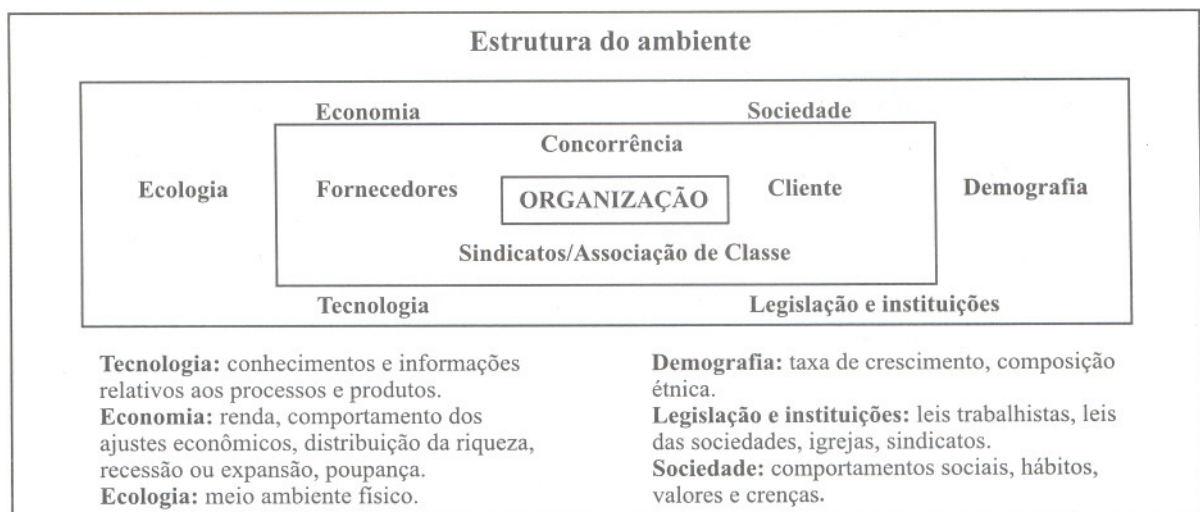 Estrutura do ambiente
Economia Sociedade
Concorrência
Ecologia Fornecedores ORGANIZAÇÃO Cliente Demografia
Sindicatos/Associação de Classe
Tecnologia Legislação e instituições
Tecnologia: conhecimentos e informações
relativos aos processos e produtos.
Economia: renda, comportamento dos
ajustes econômicos, distribuição da riqueza,
recessão ou expansão, poupança.
Ecologia: meio ambiente físico.
Demografia: taxa de crescimento, composição
étnica.
Legislação e instituições: leis trabalhistas, leis
das sociedades, igrejas, sindicatos.
Sociedade: comportamentos sociais, hábitos,
valores e crenças.